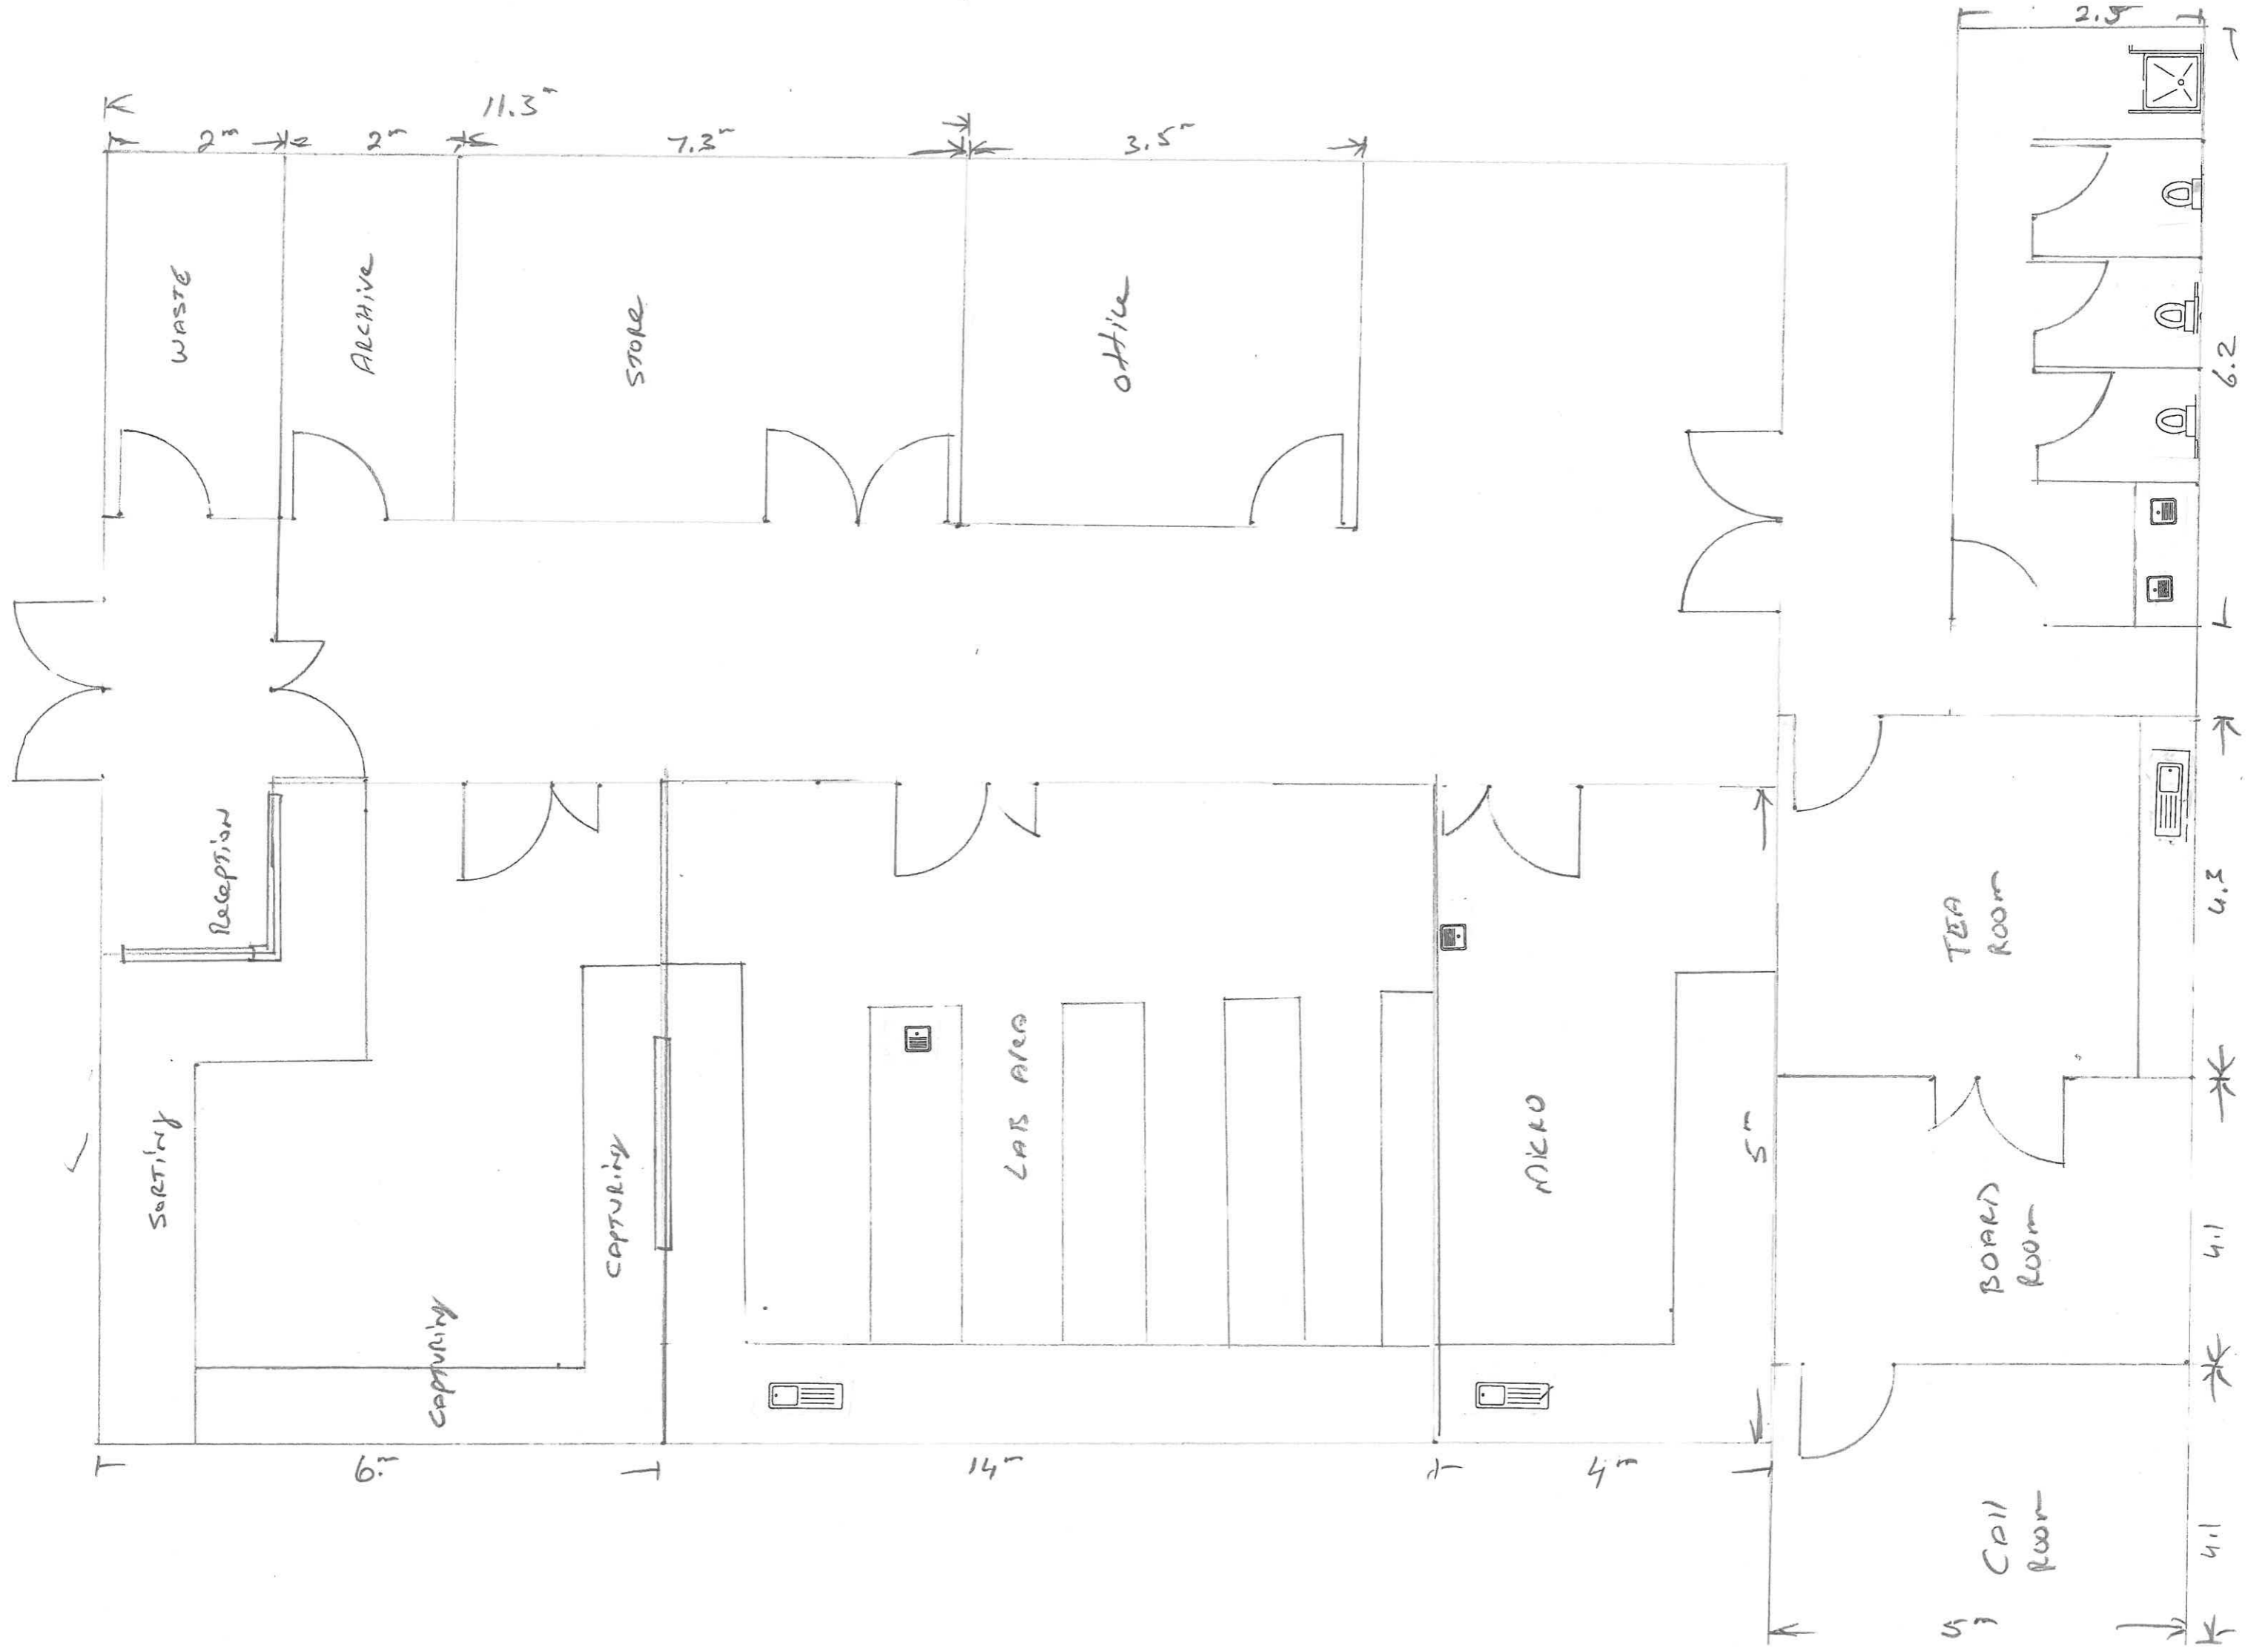 2.5
11.3m
2m
2m
7.3m
3.5m
WASTE
ARCHive
STORe
office
6.2
Reception
SORTiNg
CAPTURiNg
CAPTURiNg
LAB AreA
MiCRO
5m
TEA
ROOm
4.3
BOARD
ROOm
4.1
CAll
ROOm
4.1
5m
6m
14m
4m